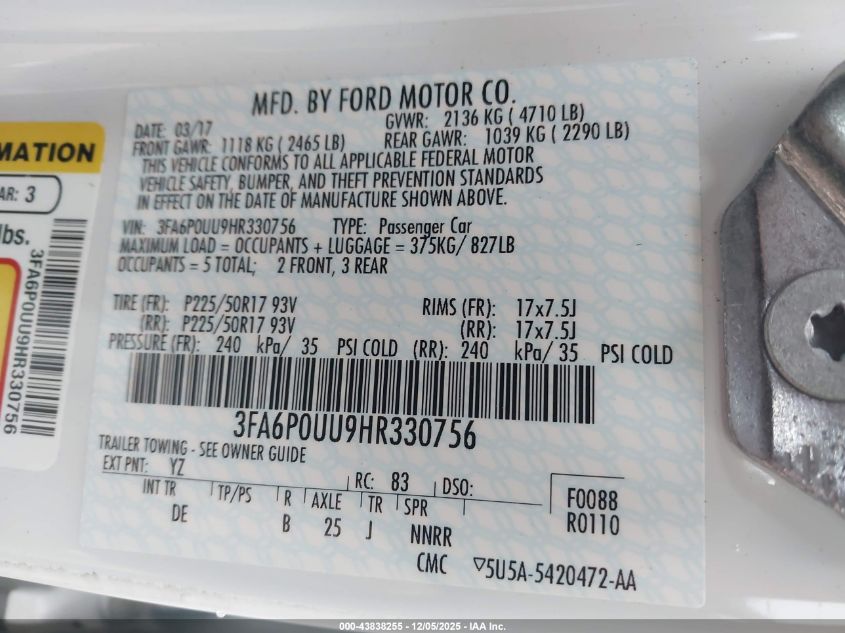 MFD. BY FORD MOTOR CO.
DATE: 03/17 GVWR: 2136 KG ( 4710 LB)
FRONT GAWR: 1118 KG ( 2465 LB) REAR GAWR: 1039 KG ( 2290 LB)
THIS VEHICLE CONFORMS TO ALL APPLICABLE FEDERAL MOTOR
VEHICLE SAFETY, BUMPER, AND THEFT PREVENTION STANDARDS
IN EFFECT ON THE DATE OF MANUFACTURE SHOWN ABOVE.
VIN: 3FA6P0UU9HR330756 TYPE: Passenger Car
MAXIMUM LOAD = OCCUPANTS + LUGGAGE = 375KG/ 827LB
OCCUPANTS = 5 TOTAL; 2 FRONT, 3 REAR
TIRE (FR): P225/50R17 93V RIMS (FR): 17x7.5J
(RR): P225/50R17 93V (RR): 17x7.5J
PRESSURE (FR): 240 kPa/ 35 PSI COLD (RR): 240 kPa/ 35 PSI COLD
3FA6P0UU9HR330756
TRAILER TOWING - SEE OWNER GUIDE
EXT PNT: YZ RC: 83 DSO:
INT TR TP/PS R AXLE TR SPR F0088
DE B 25 J NNRR R0110
CMC ▽5U5A-5420472-AA
MATION
AR: 3
lbs.
3FA6P0UU9HR330756
000-43838255 - 12/05/2025 - IAA Inc.